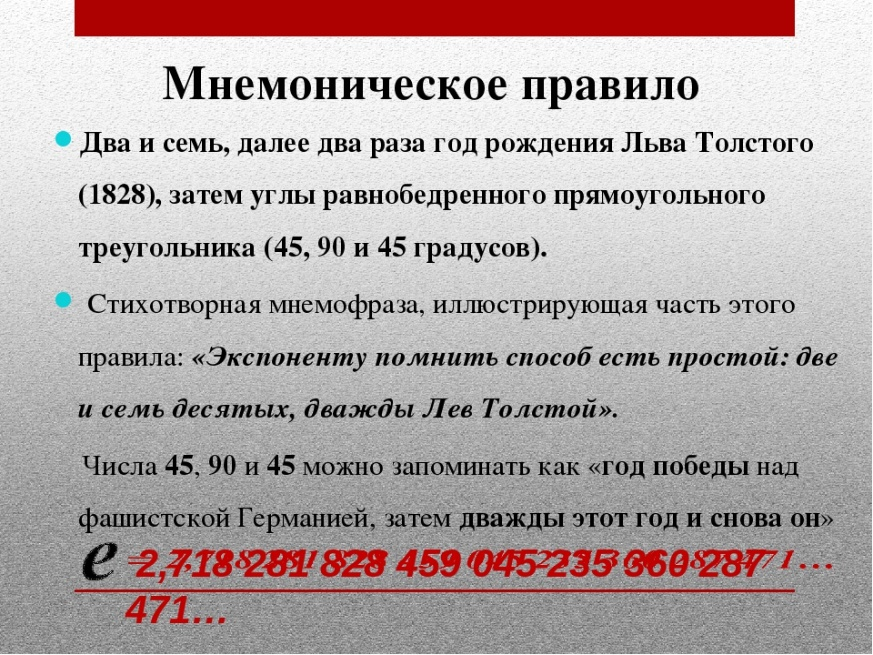 Мнемоническое правило
Два и семь, далее два раза год рождения Льва Толстого
(1828), затем углы равнобедренного прямоугольного
треугольника (45, 90 и 45 градусов).
Стихотворная мнемофраза, иллюстрирующая часть этого
правила: «Экспоненту помнить способ есть простой: две
и семь десятых, дважды Лев Толстой».
Числа 45, 90 и 45 можно запоминать как «год победы над
фашистской Германией, затем дважды этот год и снова он»
e 2,718 281 828 459 045 235 360 287
471…